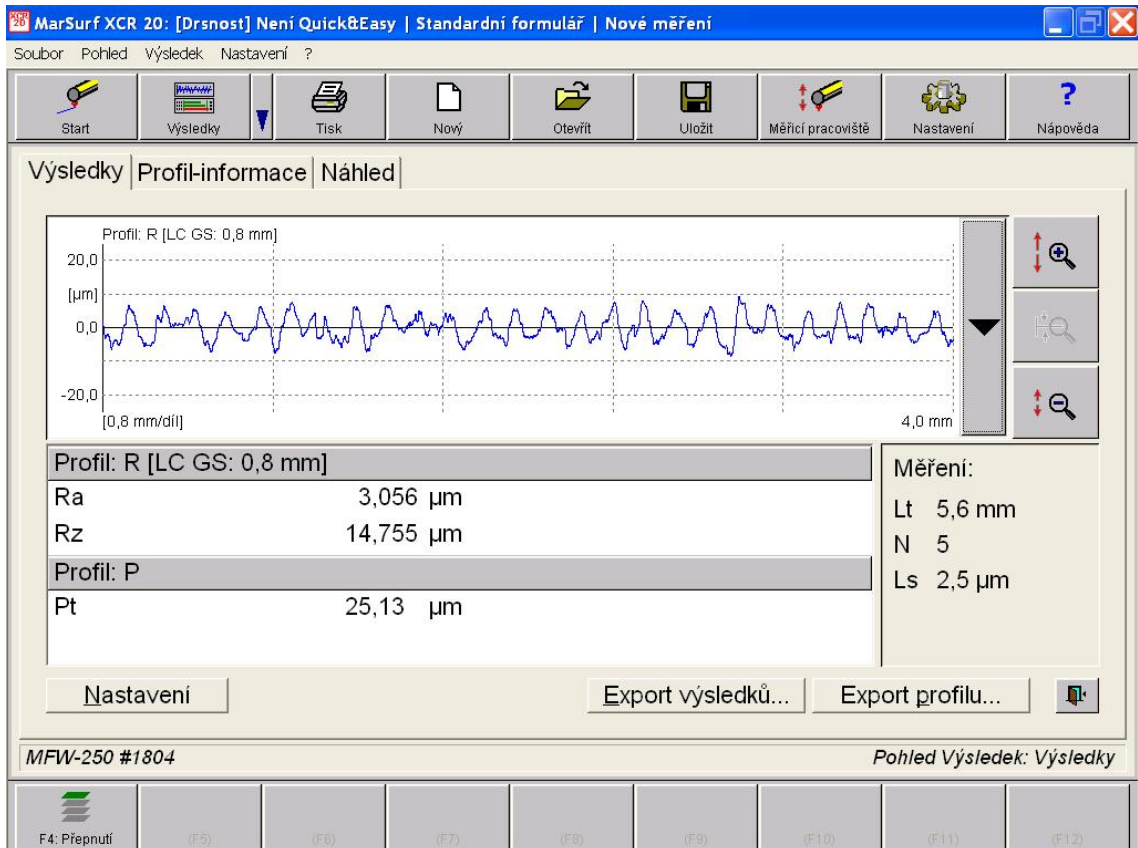 XCR 20 MarSurf XCR 20: [Drsnost] Není Quick&Easy | Standardní formulář | Nové měření
Soubor Pohled Výsledek Nastavení ?
Start Výsledky Tisk Nový Otevřít Uložit Měřicí pracoviště Nastavení ? Nápověda
Výsledky Profil-informace Náhled
Profil: R [LC GS: 0,8 mm]
20,0
[µm]
0,0
-20,0
[0,8 mm/díl] 4,0 mm
Profil: R [LC GS: 0,8 mm]
Ra 3,056 µm
Rz 14,755 µm
Profil: P
Pt 25,13 µm
Měření:
Lt 5,6 mm
N 5
Ls 2,5 µm
Nastavení Export výsledků... Export profilu...
MFW-250 #1804 Pohled Výsledek: Výsledky
F4: Přepnutí (F5) (F6) (F7) (F8) (F9) (F10) (F11) (F12)